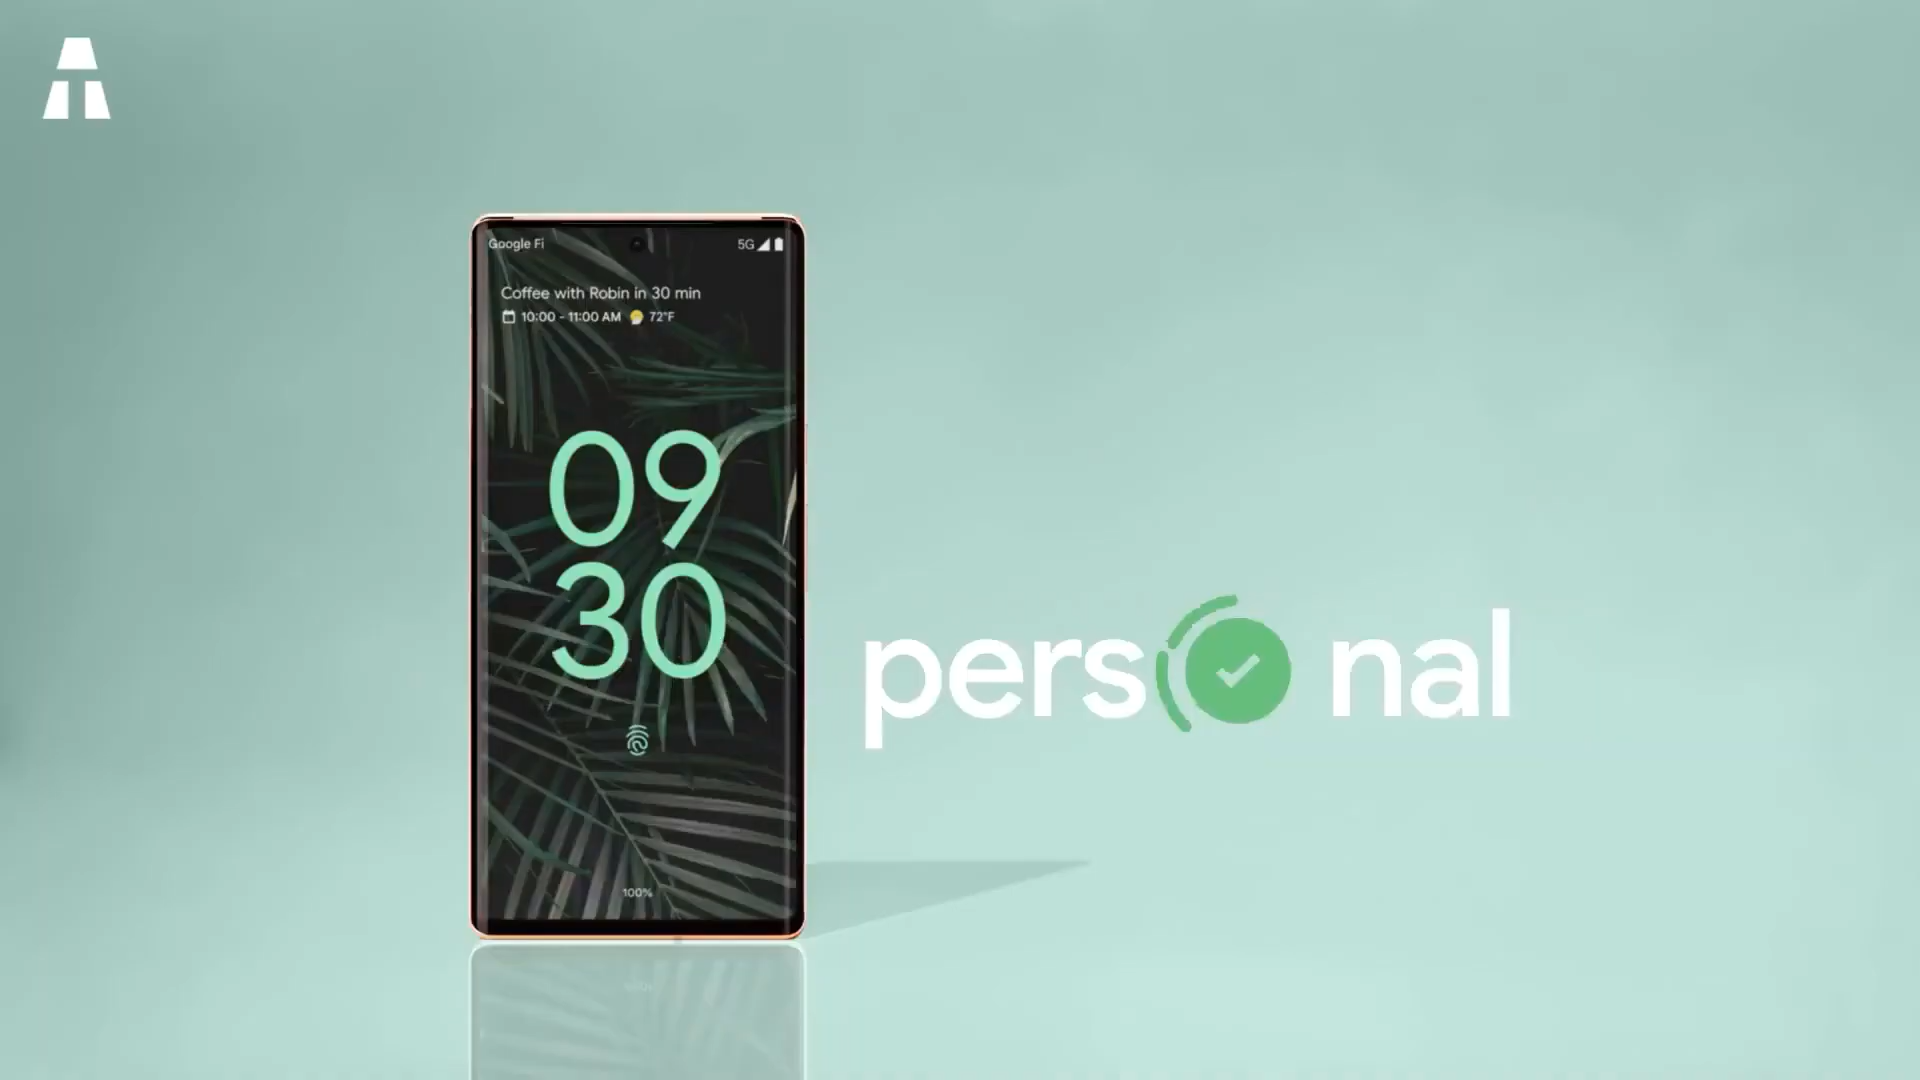 Google Fi
5G
Coffee with Robin in 30 min
10:00 - 11:00 AM 72°F
09
30
pers nal
100%